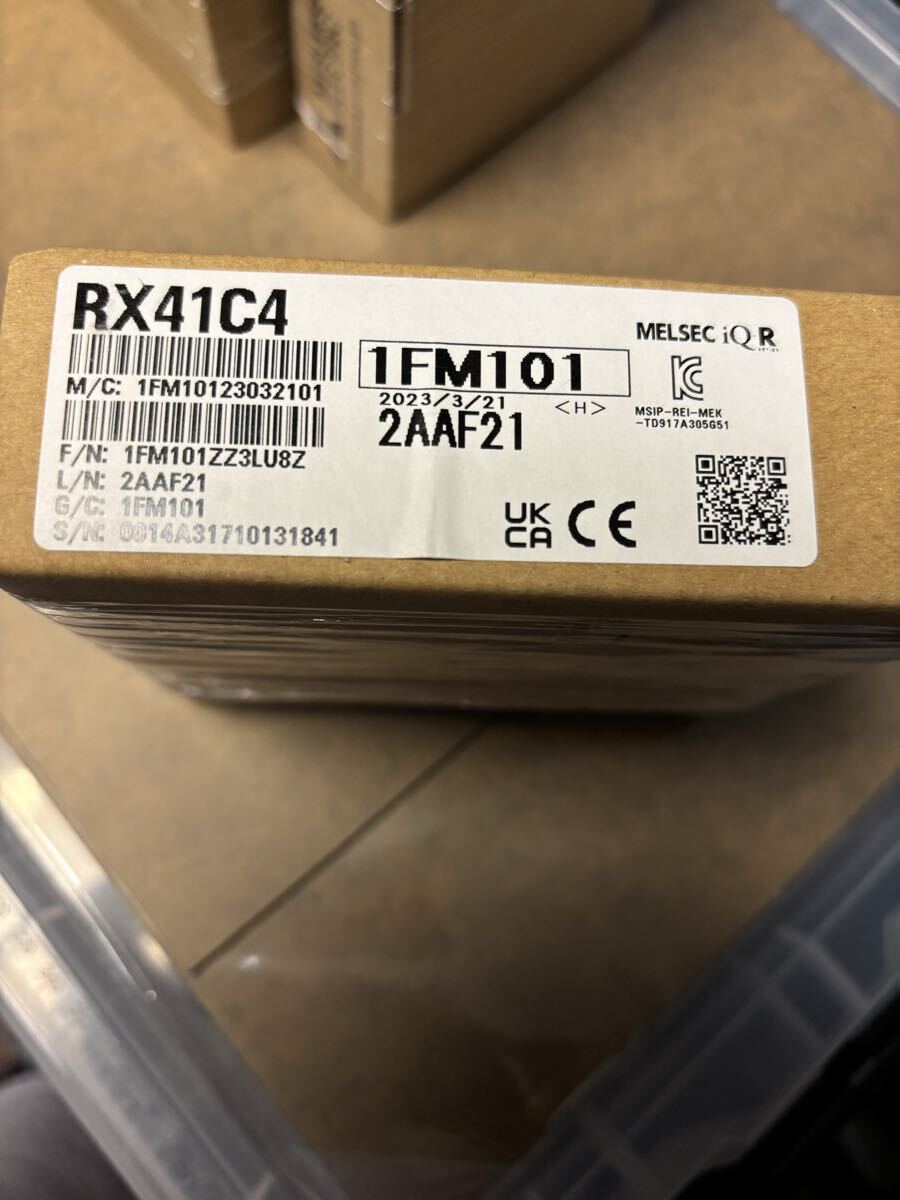 RX41C4
M/C: 1FM10123032101
F/N: 1FM101ZZ3LU8Z
L/N: 2AAF21
G/C: 1FM101
S/N: 0014A31710131841
1FM101
2023/3/21 <H>
2AAF21
UK
CA CE
MELSEC iQ-R
series
MSIP-REI-MEK
-TD917A305G51